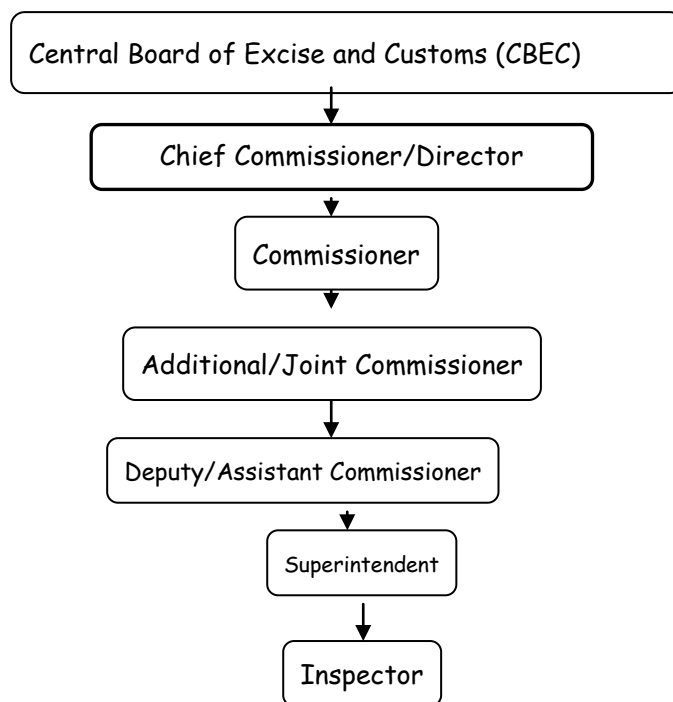 Central Board of Excise and Customs (CBEC)
Chief Commissioner/Director
Commissioner
Additional/Joint Commissioner
Deputy/Assistant Commissioner
Superintendent
Inspector